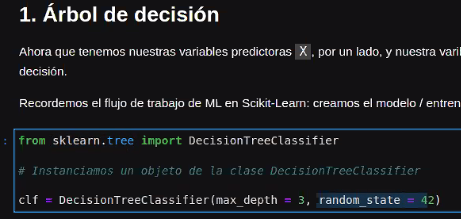 1. Árbol de decisión
Ahora que tenemos nuestras variables predictoras X, por un lado, y nuestra
decisión.
Recordemos el flujo de trabajo de ML en Scikit-Learn: creamos el modelo /
from sklearn.tree import DecisionTreeClassifier
# Instanciamos un objeto de la clase DecisionTreeClassifier
clf = DecisionTreeClassifier(max_depth = 3, random_state = 42)